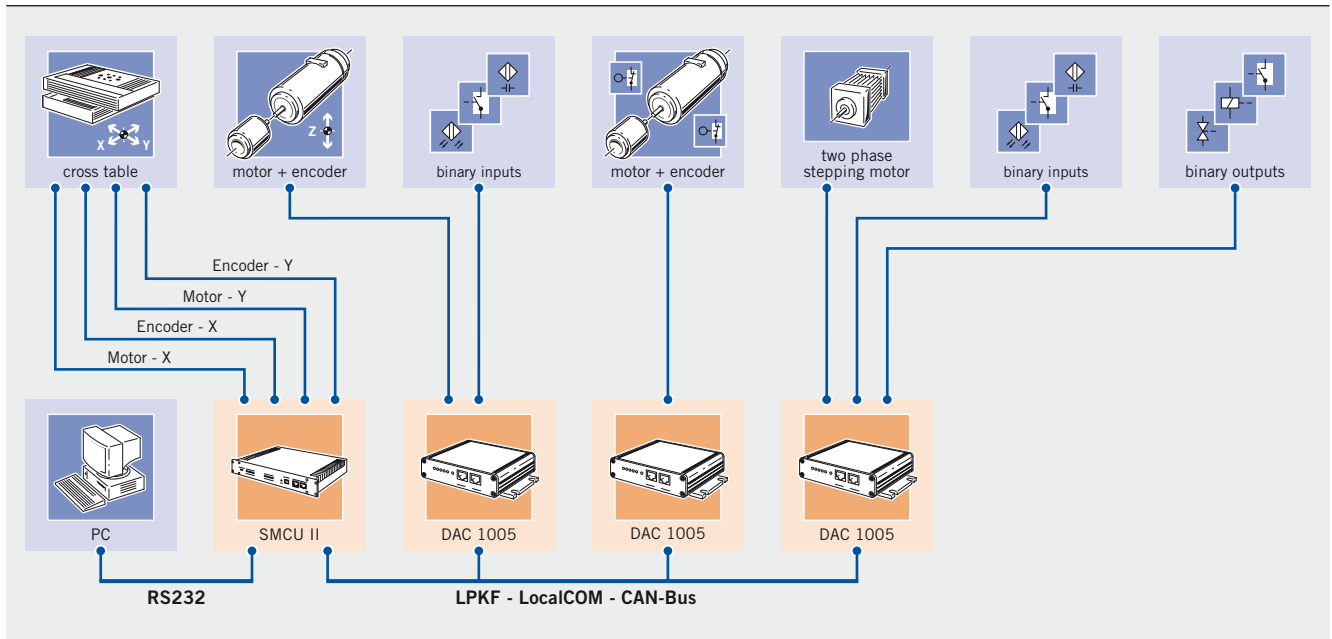 X Y
Z
cross table
motor + encoder
binary inputs
motor + encoder
two phase
stepping motor
binary inputs
binary outputs
Encoder - Y
Motor - Y
Encoder - X
Motor - X
PC
SMCU II
DAC 1005
DAC 1005
DAC 1005
RS232
LPKF - LocalCOM - CAN-Bus